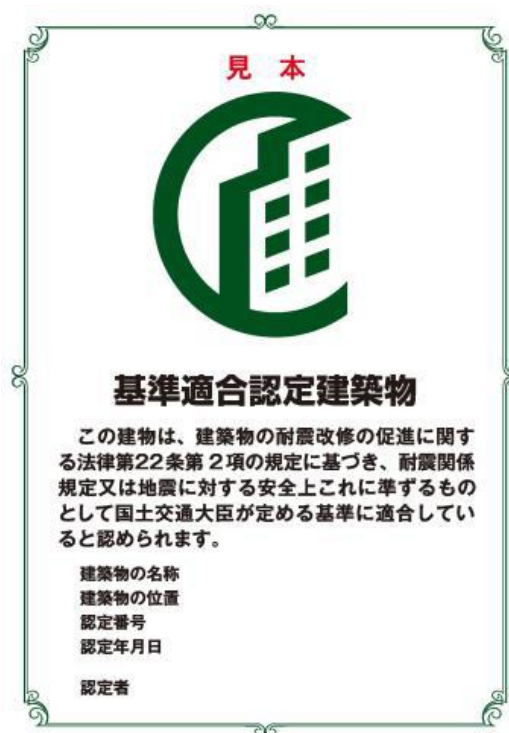 見 本
基準適合認定建築物
この建物は、建築物の耐震改修の促進に関す
る法律第22条第2項の規定に基づき、耐震関係
規定又は地震に対する安全上これに準ずるもの
として国土交通大臣が定める基準に適合してい
ると認められます。
建築物の名称
建築物の位置
認定番号
認定年月日
認定者